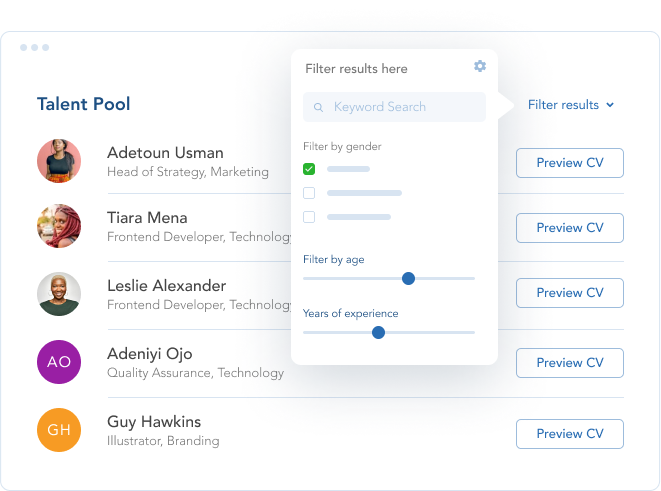 Filter results here
Keyword Search
Filter results
Talent Pool
Filter by gender
Adetoun Usman
Head of Strategy, Marketing
Preview CV
Tiara Mena
Frontend Developer, Technology
Preview CV
Filter by age
Leslie Alexander
Frontend Developer, Technology
Preview CV
Years of experience
Adeniyi Ojo
Quality Assurance, Technology
AO
Preview CV
Guy Hawkins
Illustrator, Branding
GH
Preview CV